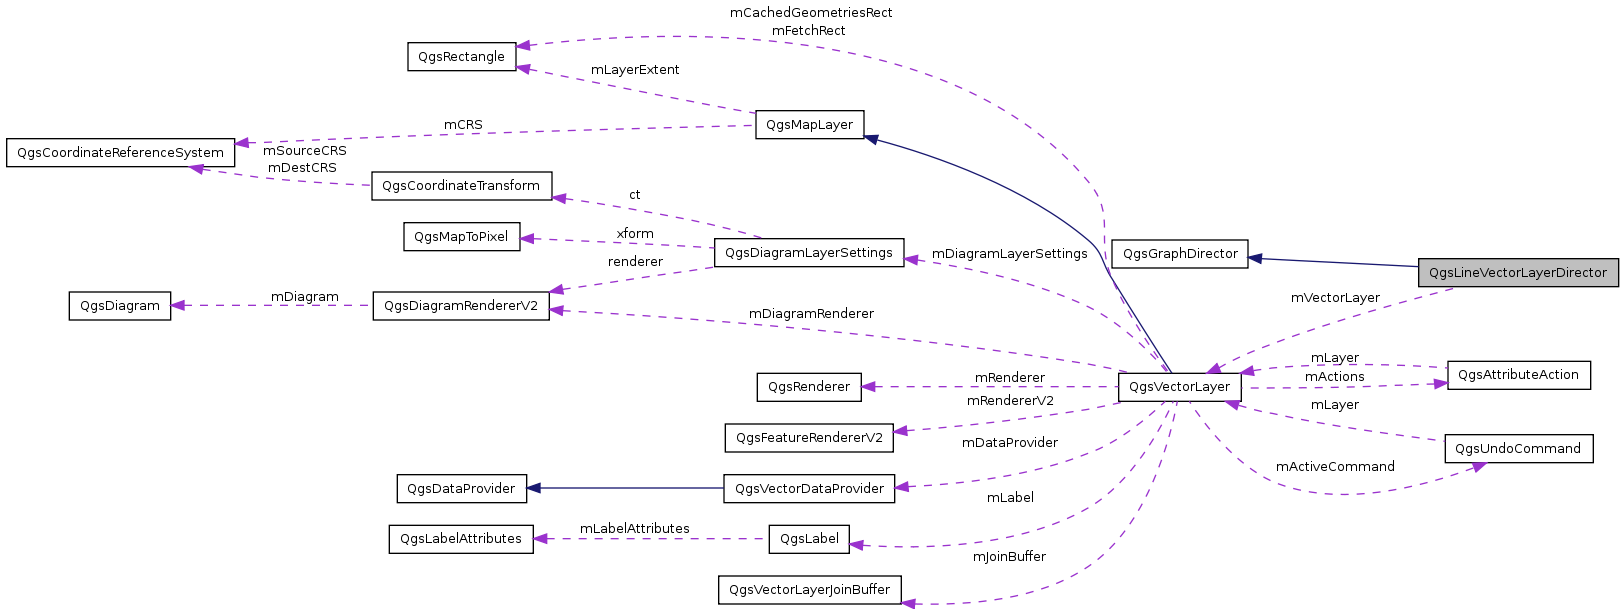 mCachedGeometriesRect
mFetchRect
QgsRectangle
mLayerExtent
QgsMapLayer
mCRS
QgsCoordinateReferenceSystem
mSourceCRS
mDestCRS
QgsCoordinateTransform
ct
QgsMapToPixel
xform
QgsDiagramLayerSettings
mDiagramLayerSettings
QgsGraphDirector
QgsLineVectorLayerDirector
renderer
mDiagram
QgsDiagram
QgsDiagramRendererV2
mDiagramRenderer
mVectorLayer
QgsRenderer
mRenderer
QgsVectorLayer
mLayer
mActions
QgsAttributeAction
mRendererV2
mLayer
QgsFeatureRendererV2
mDataProvider
QgsUndoCommand
mActiveCommand
QgsDataProvider
QgsVectorDataProvider
mLabel
QgsLabelAttributes
mLabelAttributes
QgsLabel
mJoinBuffer
QgsVectorLayerJoinBuffer